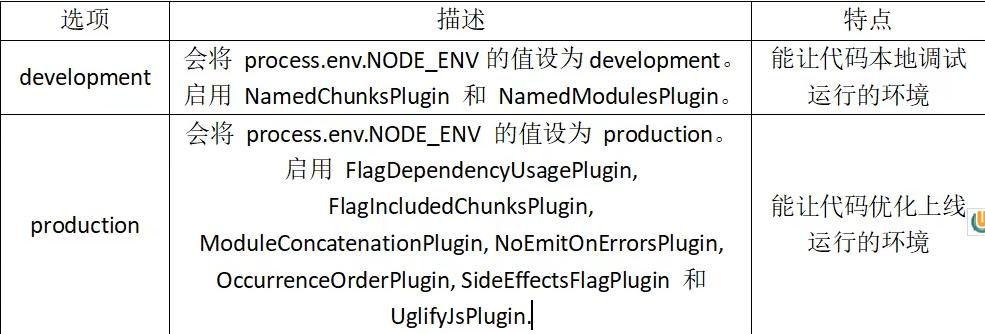 选项 描述 特点
development
会将 process.env.NODE_ENV 的值设为 development。
启用 NamedChunksPlugin 和 NamedModulesPlugin。
能让代码本地调试
运行的环境
production
会将 process.env.NODE_ENV 的值设为 production。
启用 FlagDependencyUsagePlugin,
FlagIncludedChunksPlugin,
ModuleConcatenationPlugin, NoEmitOnErrorsPlugin,
OccurrenceOrderPlugin, SideEffectsFlagPlugin 和
UglifyJsPlugin.
能让代码优化上线
运行的环境